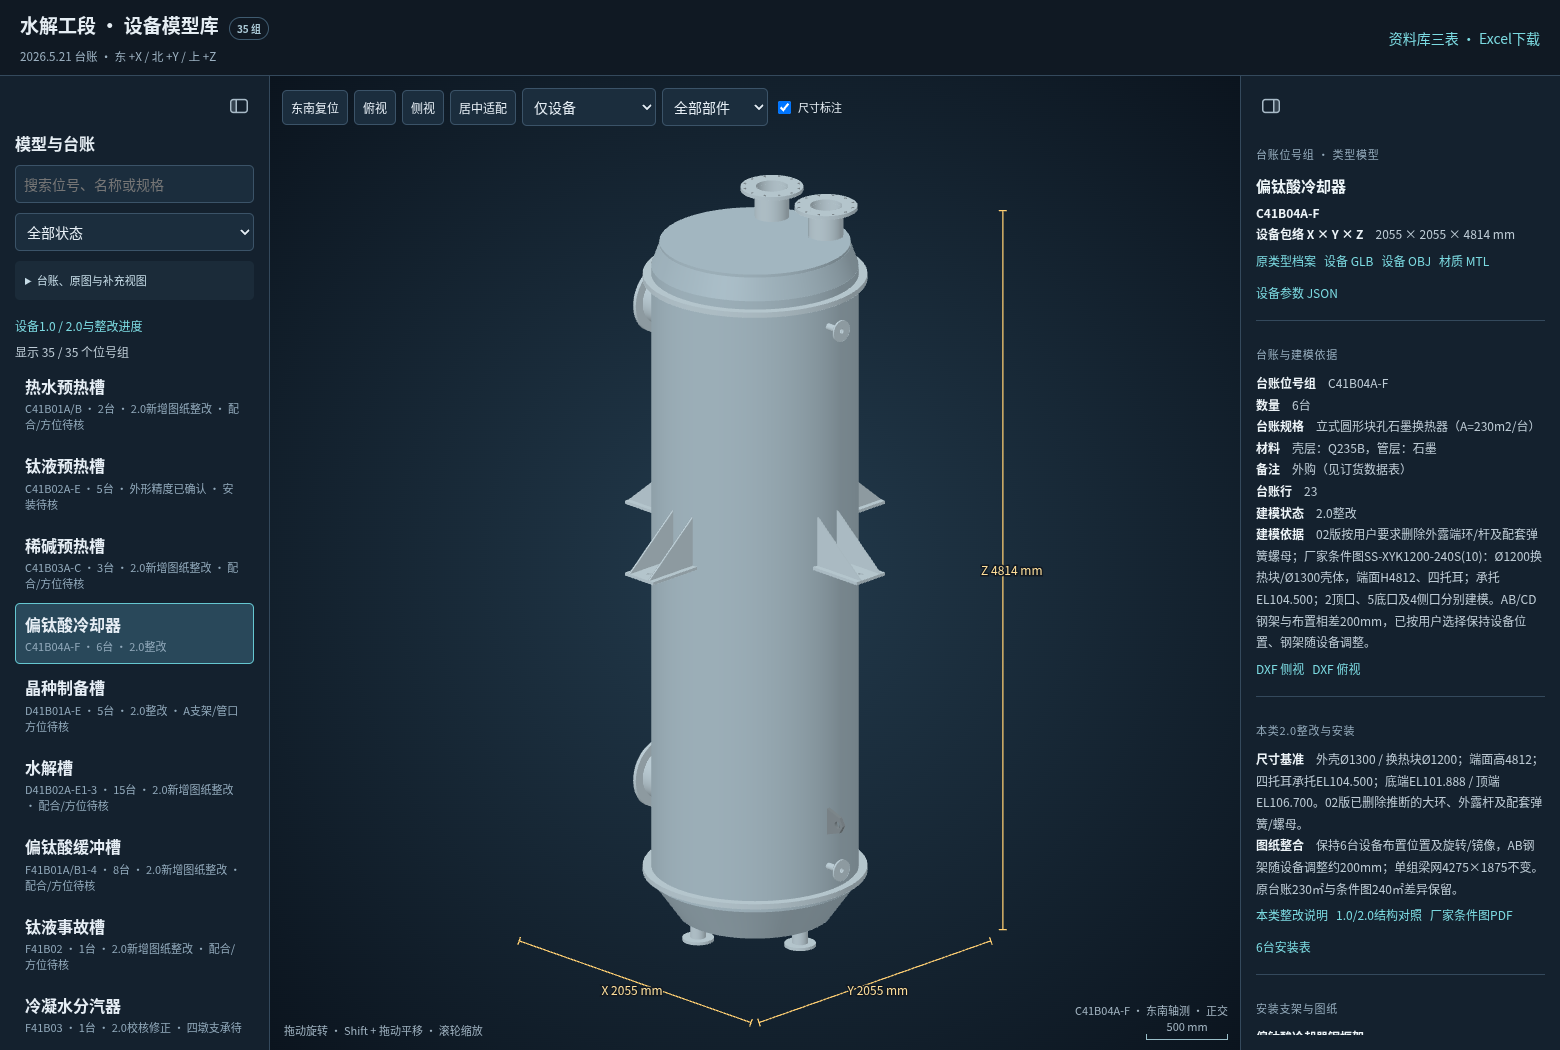 水解工段 · 设备模型库 35 组
2026.5.21 台账 · 东 +X / 北 +Y / 上 +Z
资料库三表 · Excel下载
模型与台账
搜索位号、名称或规格
全部状态
▸ 台账、原图与补充视图
设备1.0 / 2.0与整改进度
显示 35 / 35 个位号组
热水预热槽
C41B01A/B · 2台 · 2.0新增图纸整改 · 配
合/方位待核
钛液预热槽
C41B02A-E · 5台 · 外形精度已确认 · 安
装待核
稀碱预热槽
C41B03A-C · 3台 · 2.0新增图纸整改 · 配
合/方位待核
偏钛酸冷却器
C41B04A-F · 6台 · 2.0整改
晶种制备槽
D41B01A-E · 5台 · 2.0整改 · A支架/管口
方位待核
水解槽
D41B02A-E1-3 · 15台 · 2.0新增图纸整改
· 配合/方位待核
偏钛酸缓冲槽
F41B01A/B1-4 · 8台 · 2.0新增图纸整改 ·
配合/方位待核
钛液事故槽
F41B02 · 1台 · 2.0新增图纸整改 · 配合/
方位待核
冷凝水分汽器
F41B03 · 1台 · 2.0校核修正 · 四墩支承待
东南复位 俯视 侧视 居中适配 仅设备 全部部件 尺寸标注
Z 4814 mm
X 2055 mm
Y 2055 mm
拖动旋转 · Shift + 拖动平移 · 滚轮缩放
C41B04A-F · 东南轴测 · 正交
500 mm
台账位号组 · 类型模型
偏钛酸冷却器
C41B04A-F
设备包络 X × Y × Z 2055 × 2055 × 4814 mm
原类型档案 设备 GLB 设备 OBJ 材质 MTL
设备参数 JSON
台账与建模依据
台账位号组 C41B04A-F
数量 6台
台账规格 立式圆形块孔石墨换热器（A=230m2/台）
材料 壳层：Q235B，管层：石墨
备注 外购（见订货数据表）
台账行 23
建模状态 2.0整改
建模依据 02版按用户要求删除外露端环/杆及配套弹
簧螺母；厂家条件图SS-XYK1200-240S(10)：Ø1200换
热块/Ø1300壳体，端面H4812、四托耳；承托
EL104.500；2顶口、5底口及4侧口分别建模。AB/CD
钢架与布置相差200mm，已按用户选择保持设备位
置、钢架随设备调整。
DXF 侧视 DXF 俯视
本类2.0整改与安装
尺寸基准 外壳Ø1300 / 换热块Ø1200；端面高4812；
四托耳承托EL104.500；底端EL101.888 / 顶端
EL106.700。02版已删除推断的大环、外露杆及配套弹
簧/螺母。
图纸整合 保持6台设备布置位置及旋转/镜像，AB钢
架随设备调整约200mm；单组梁网4275×1875不变。
原台账230㎡与条件图240㎡差异保留。
本类整改说明 1.0/2.0结构对照 厂家条件图PDF
6台安装表
安装支架与图纸